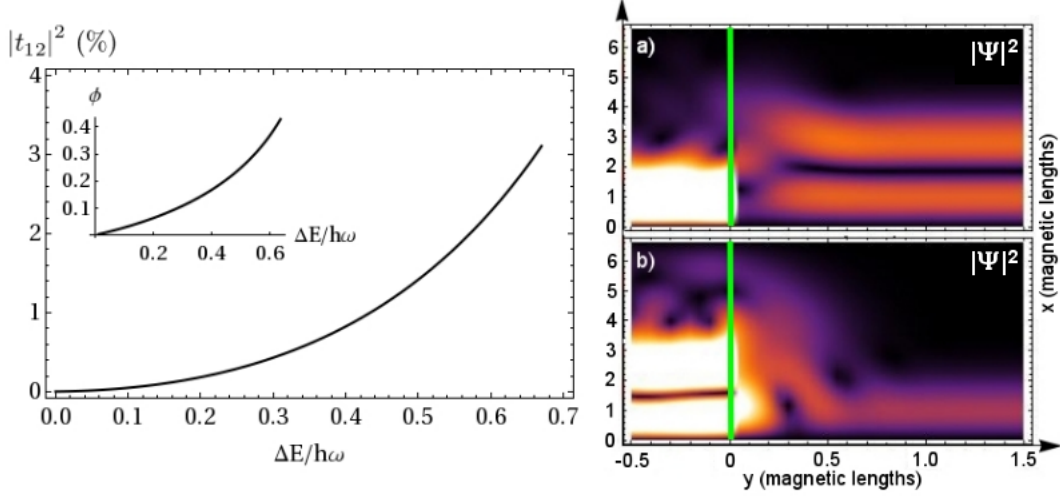 |t₁₂|² (%)
4
3
2
1
0
0.0 0.1 0.2 0.3 0.4 0.5 0.6 0.7
ΔE/hω
ϕ
0.4
0.3
0.2
0.1
0.2 0.4 0.6
ΔE/hω
a)
|Ψ|²
6
5
4
3
2
1
0
b)
|Ψ|²
6
5
4
3
2
1
0
-0.5 0 0.5 1.0 1.5
y (magnetic lengths)
x (magnetic lengths)